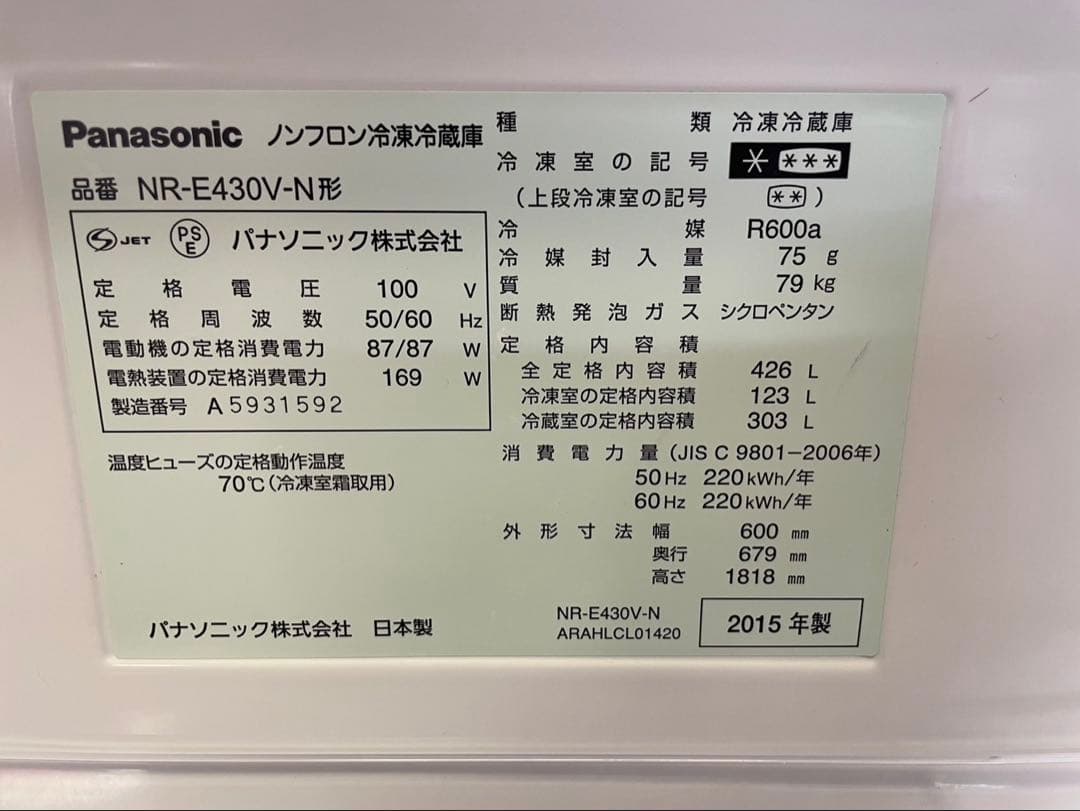 Panasonic ノンフロン冷凍冷蔵庫
品番 NR-E430V-N形
JET PSE パナソニック株式会社
定格電圧 100 V
定格周波数 50/60 Hz
電動機の定格消費電力 87/87 W
電熱装置の定格消費電力 169 W
製造番号 A 5931592
温度ヒューズの定格動作温度
70℃(冷凍室霜取用)
パナソニック株式会社 日本製
種類 冷凍冷蔵庫
冷凍室の記号 * ***
(上段冷凍室の記号 ** )
冷媒 R600a
冷媒封入量 75 g
質量 79 kg
断熱発泡ガス シクロペンタン
定格内容積
全定格内容積 426 L
冷凍室の定格内容積 123 L
冷蔵室の定格内容積 303 L
消費電力量(JIS C 9801-2006年)
50Hz 220kWh/年
60Hz 220kWh/年
外形寸法 幅 600 mm
奥行 679 mm
高さ 1818 mm
NR-E430V-N
ARAHLCL01420
2015年製